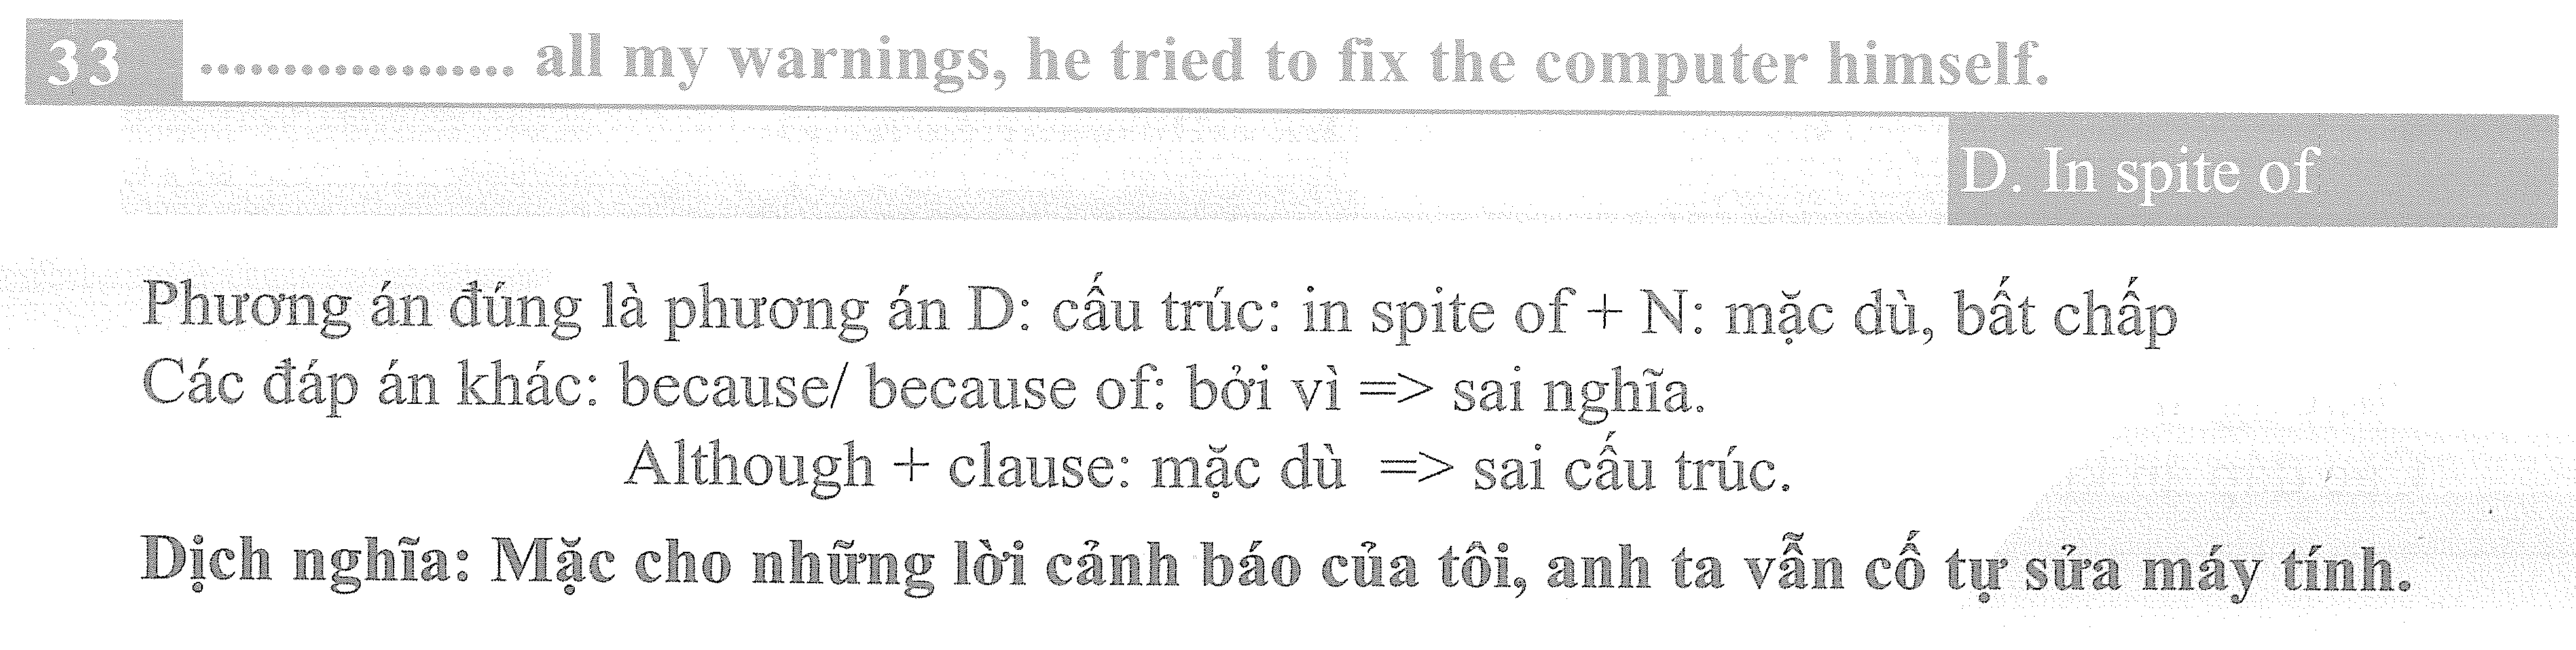 33 .................. all my warnings, he tried to fix the computer himself.
D. In spite of
Phương án đúng là phương án D: cấu trúc: in spite of + N: mặc dù, bất chấp
Các đáp án khác: because/ because of: bởi vì => sai nghĩa.
Although + clause: mặc dù => sai cấu trúc.
Dịch nghĩa: Mặc cho những lời cảnh báo của tôi, anh ta vẫn cố tự sửa máy tính.